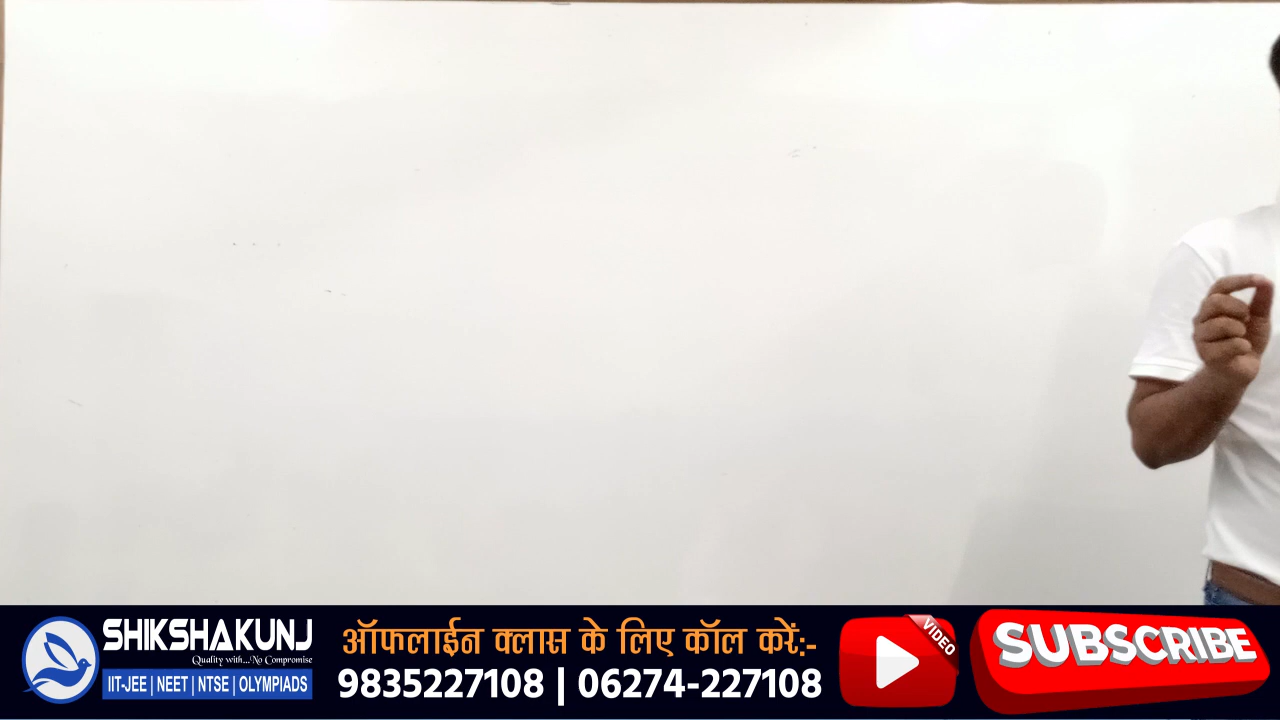 SHIKSHAKUNJ
Quality with...!No Compromise
IIT-JEE | NEET | NTSE | OLYMPIADS
ऑफलाईन क्लास के लिए कॉल करें:-
9835227108 | 06274-227108
VIDEO
SUBSCRIBE